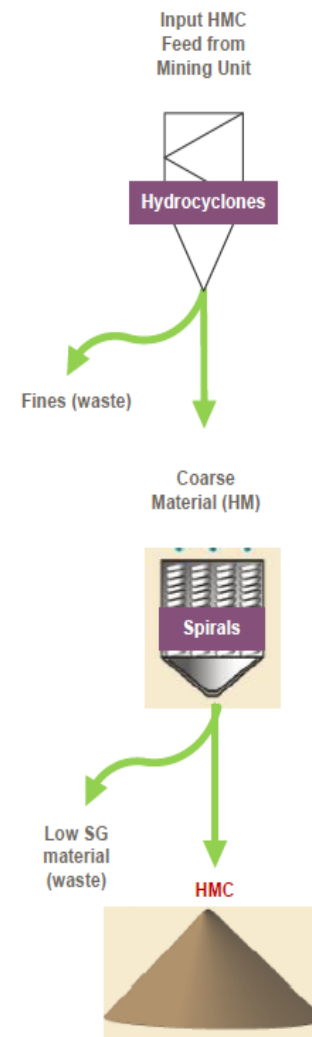 Input HMC
Feed from
Mining Unit
Hydrocyclones
Fines (waste)
Coarse
Material (HM)
Spirals
Low SG
material
(waste)
HMC